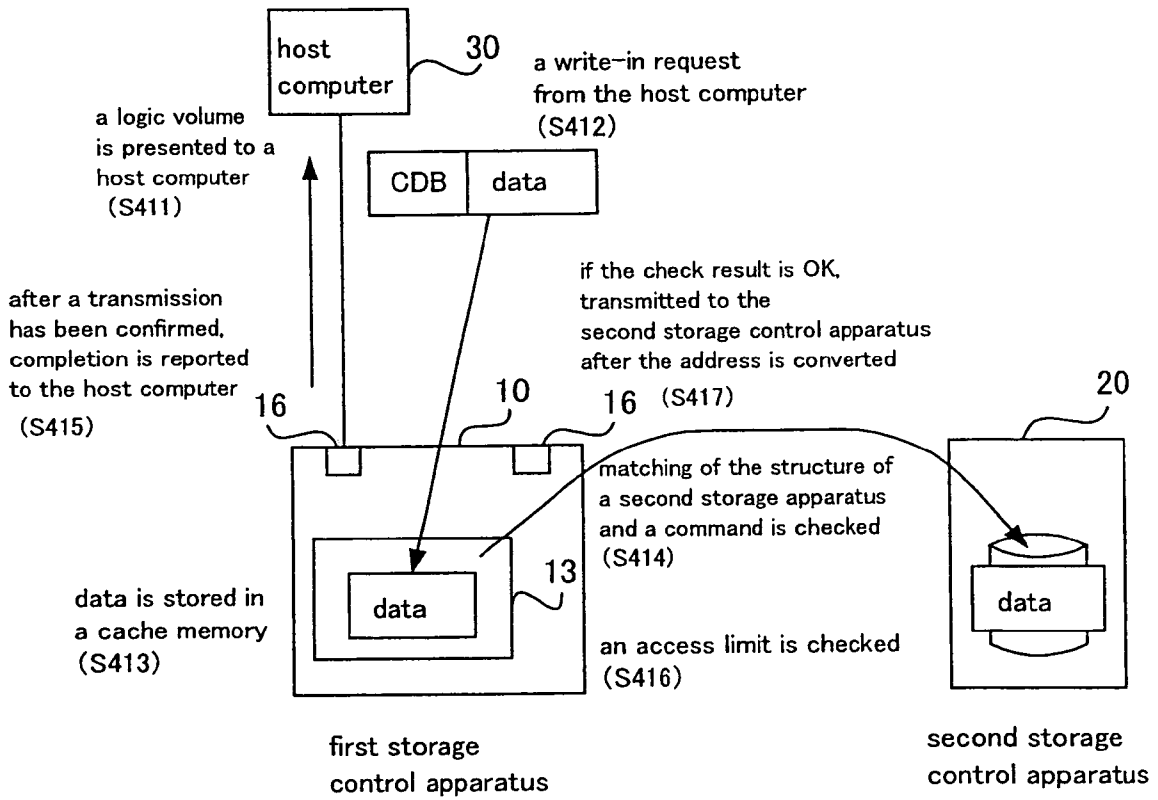 host
computer
30
a write-in request
from the host computer
(S412)
a logic volume
is presented to a
host computer
(S411)
CDB
data
if the check result is OK,
transmitted to the
second storage control apparatus
after the address is converted
(S417)
after a transmission
has been confirmed,
completion is reported
to the host computer
(S415)
16
10
16
20
matching of the structure of
a second storage apparatus
and a command is checked
(S414)
13
data
data
data is stored in
a cache memory
(S413)
an access limit is checked
(S416)
first storage
control apparatus
second storage
control apparatus